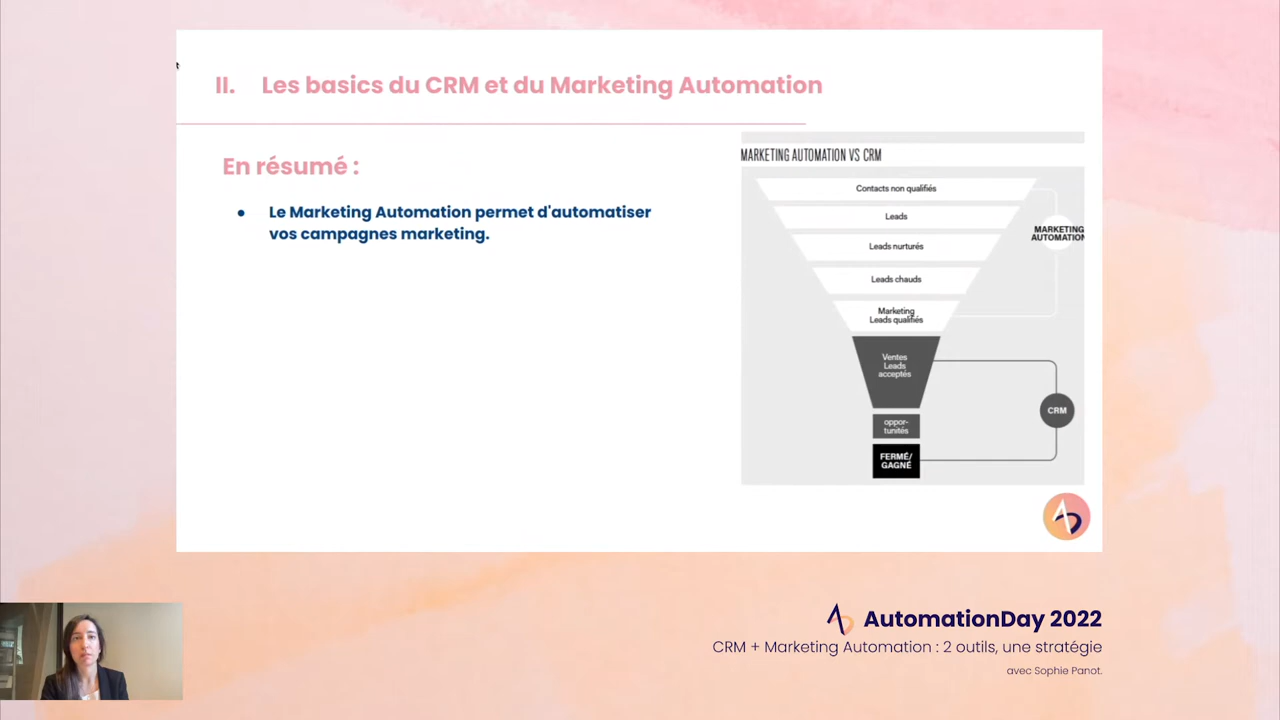 II. Les basics du CRM et du Marketing Automation
En résumé :
● Le Marketing Automation permet d'automatiser
vos campagnes marketing.
MARKETING AUTOMATION VS CRM
Contacts non qualifiés
Leads
Leads nurturés
Leads chauds
Marketing
Leads qualifiés
MARKETING
AUTOMATION
Ventes
Leads
acceptés
oppor-
tunités
FERMÉ/
GAGNÉ
CRM
AutomationDay 2022
CRM + Marketing Automation : 2 outils, une stratégie
avec Sophie Panot.